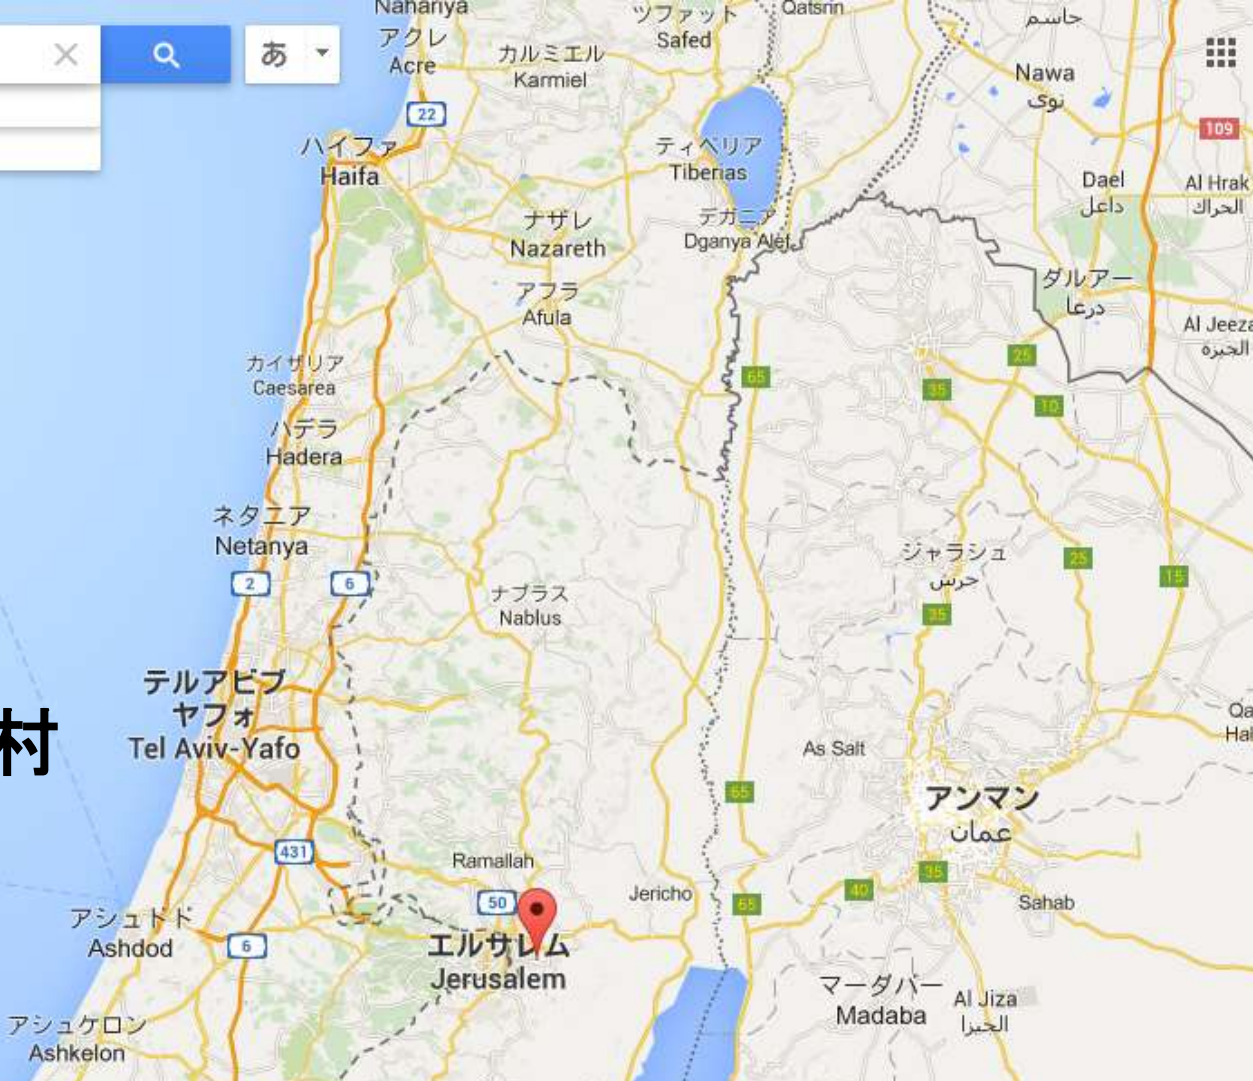 Nahariya
ツファット
Safed
Qatsrin
جاسم
アクレ
Acre
カルミエル
Karmiel
あ
Nawa
نوى
22
109
ハイファ
Haifa
ティベリア
Tiberias
Dael
داعل
Al Hrak
الحراك
ナザレ
Nazareth
デガニア
Dganya Alef
ダルアー
درعا
アフラ
Afula
Al Jeeza
الجيزه
カイザリア
Caesarea
65
25
35
10
ハデラ
Hadera
ネタニア
Netanya
2
6
ジャラシュ
جرش
25
15
35
ナブラス
Nablus
テルアビブ
ヤフォ
Tel Aviv-Yafo
村
Qa
Hal
As Salt
65
アンマン
عمان
431
Ramallah
35
50
Jericho
65
40
Sahab
アシュドド
Ashdod
6
エルサレム
Jerusalem
マーダバー
Madaba
Al Jiza
الجيزا
アシュケロン
Ashkelon